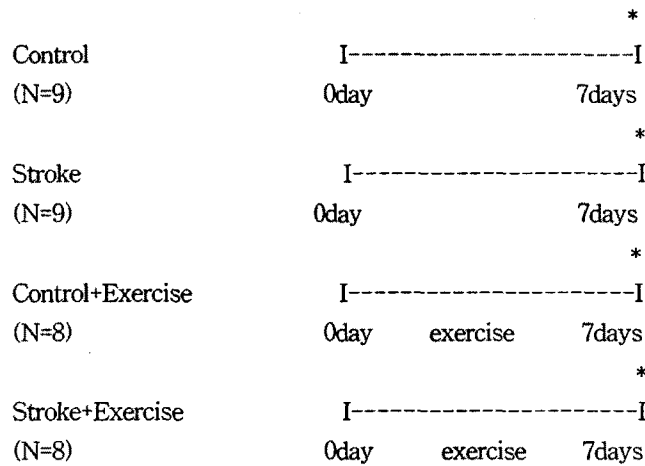 *
Control I----------------------I
(N=9) 0day 7days
*
Stroke I----------------------I
(N=9) 0day 7days
*
Control+Exercise I----------------------I
(N=8) 0day exercise 7days
*
Stroke+Exercise I----------------------I
(N=8) 0day exercise 7days